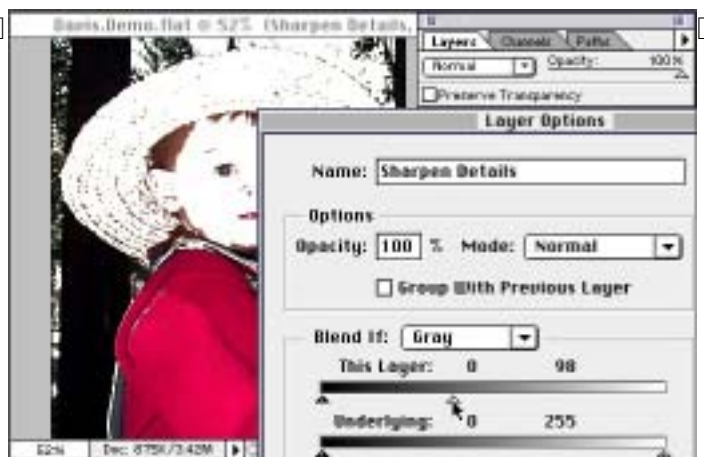 Davis.Demo.flat @ 52% (Sharpen Details,
Layers Channels Paths
Normal Opacity: 100%
Preserve Transparency
Layer Options
Name: Sharpen Details
Options
Opacity: 100 % Mode: Normal
Group With Previous Layer
Blend If: Gray
This Layer: 0 98
Underlying: 0 255
52% Doc: 875K/3.42M